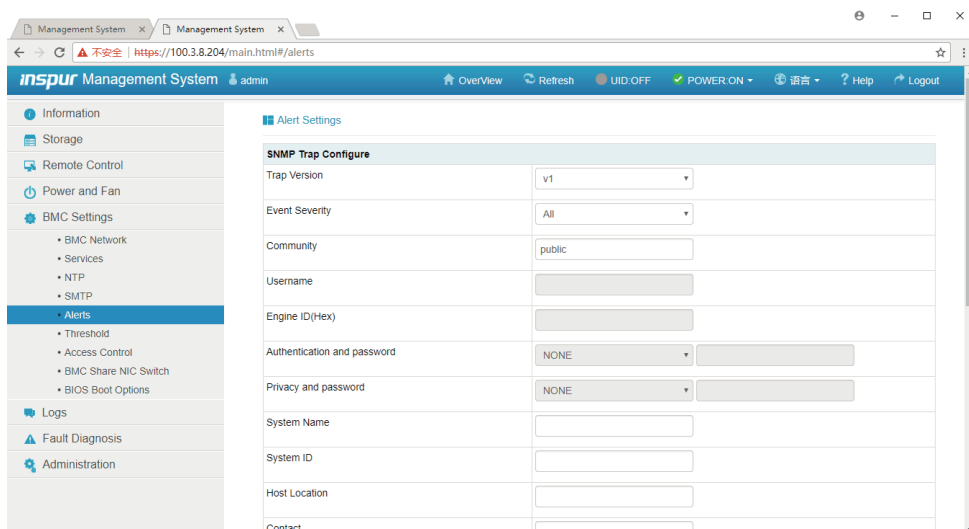 Management System
Management System
不安全 | https://100.3.8.204/main.html#/alerts
inspur Management System admin OverView Refresh UID:OFF POWER:ON 语言 ? Help Logout
Information
Storage
Remote Control
Power and Fan
BMC Settings
• BMC Network
• Services
• NTP
• SMTP
• Alerts
• Threshold
• Access Control
• BMC Share NIC Switch
• BIOS Boot Options
Logs
Fault Diagnosis
Administration
Alert Settings
SNMP Trap Configure
Trap Version v1
Event Severity All
Community public
Username
Engine ID(Hex)
Authentication and password NONE
Privacy and password NONE
System Name
System ID
Host Location
Contact